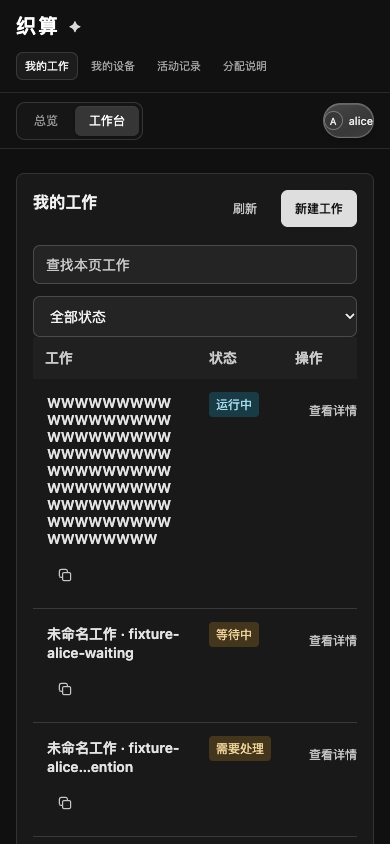 织算
我的工作 我的设备 活动记录 分配说明
总览 工作台 A alice
我的工作 刷新 新建工作
查找本页工作
全部状态
工作 状态 操作
WWWWWWWWW 运行中 查看详情
WWWWWWWWW
WWWWWWWWW
WWWWWWWWW
WWWWWWWWW
WWWWWWWWW
WWWWWWWWW
WWWWWWWWW
WWWWWWWW
未命名工作 · fixture- 等待中 查看详情
alice-waiting
未命名工作 · fixture- 需要处理 查看详情
alice...ention